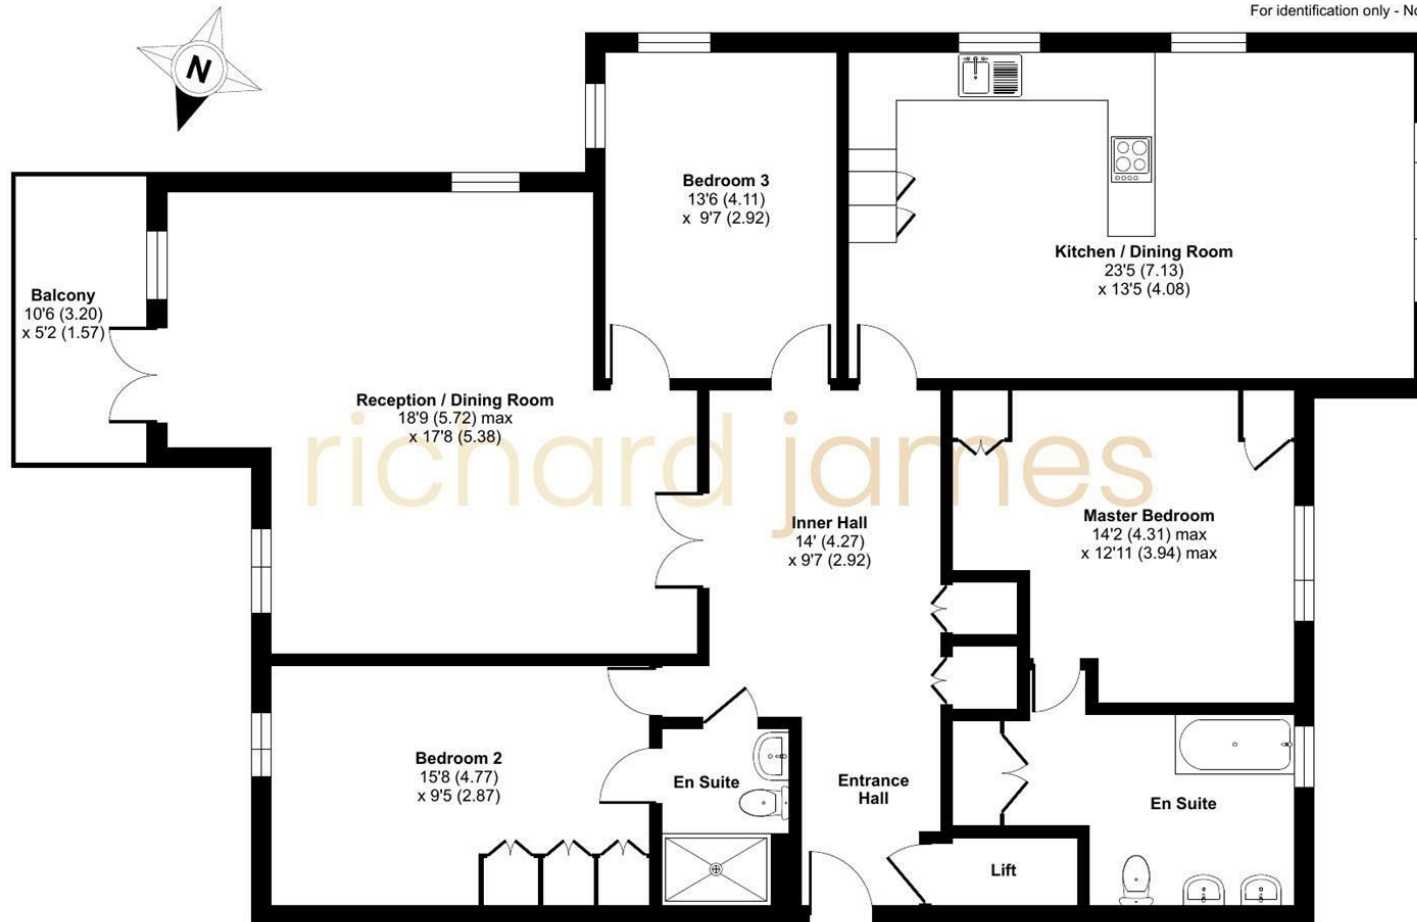 For identification only - No
N
Bedroom 3
13'6 (4.11)
x 9'7 (2.92)
Kitchen / Dining Room
23'5 (7.13)
x 13'5 (4.08)
Balcony
10'6 (3.20)
x 5'2 (1.57)
Reception / Dining Room
18'9 (5.72) max
x 17'8 (5.38)
richard james
Inner Hall
14' (4.27)
x 9'7 (2.92)
Master Bedroom
14'2 (4.31) max
x 12'11 (3.94) max
Bedroom 2
15'8 (4.77)
x 9'5 (2.87)
En Suite
Entrance
Hall
En Suite
Lift